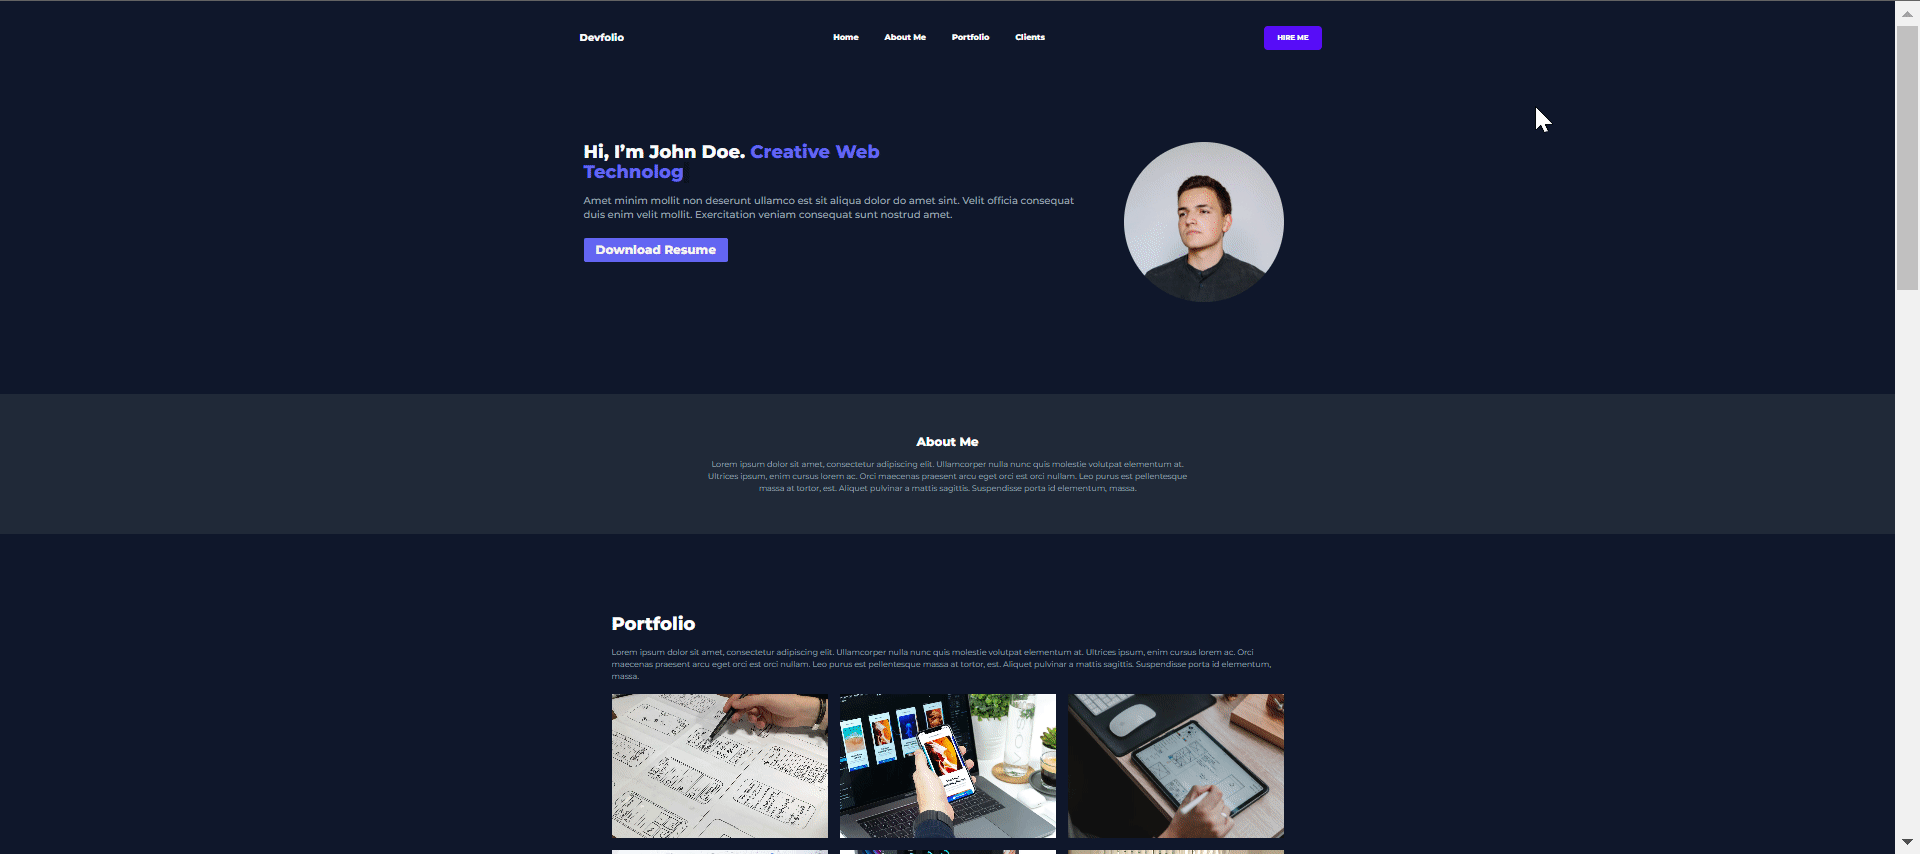 Devfolio
Home About Me Portfolio Clients
HIRE ME
Hi, I'm John Doe. Creative Web
Technolog
Amet minim mollit non deserunt ullamco est sit aliqua dolor do amet sint. Velit officia consequat
duis enim velit mollit. Exercitation veniam consequat sunt nostrud amet.
Download Resume
About Me
Lorem ipsum dolor sit amet, consectetur adipiscing elit. Ullamcorper nulla nunc quis molestie volutpat elementum at.
Ultrices ipsum, enim cursus lorem ac. Orci maecenas praesent arcu eget orci est orci nullam. Leo purus est pellentesque
massa at tortor, est. Aliquet pulvinar a mattis sagittis. Suspendisse porta id elementum, massa.
Portfolio
Lorem ipsum dolor sit amet, consectetur adipiscing elit. Ullamcorper nulla nunc quis molestie volutpat elementum at. Ultrices ipsum, enim cursus lorem ac. Orci
maecenas praesent arcu eget orci est orci nullam. Leo purus est pellentesque massa at tortor, est. Aliquet pulvinar a mattis sagittis. Suspendisse porta id elementum,
massa.